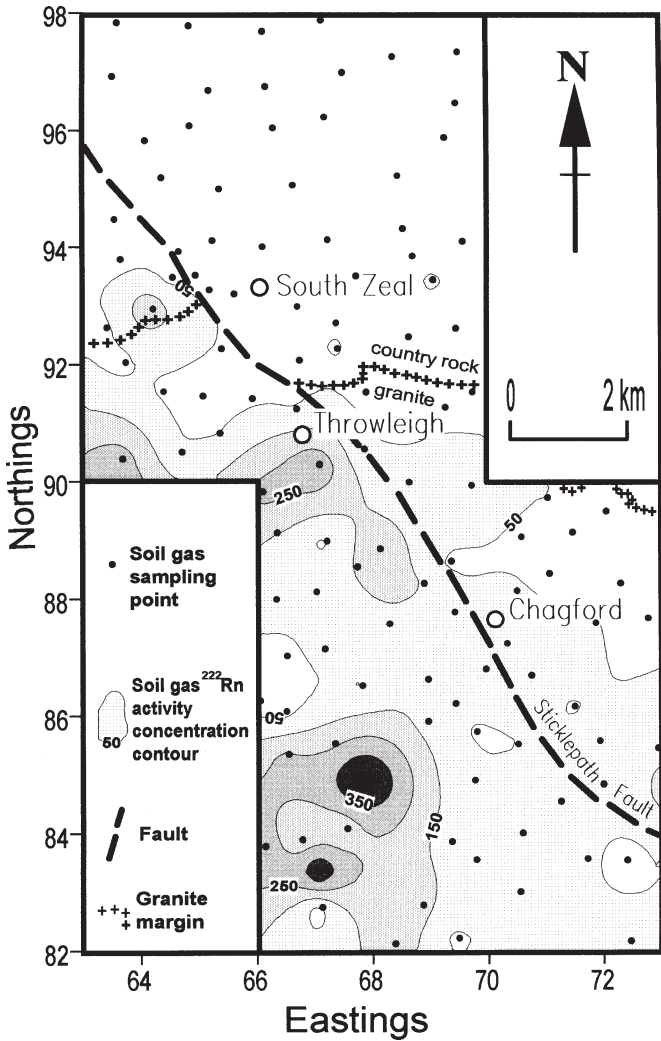 98
96
94
92
90
88
86
84
82
Northings
64
66
68
70
72
Eastings
N
0 2 km
South Zeal
50
country rock
granite
Throwleigh
250
50
Chagford
50
Sticklepath Fault
350
150
250
Soil gas
sampling
point
Soil gas ²²²Rn
activity
concentration
contour
50
Fault
Granite
margin